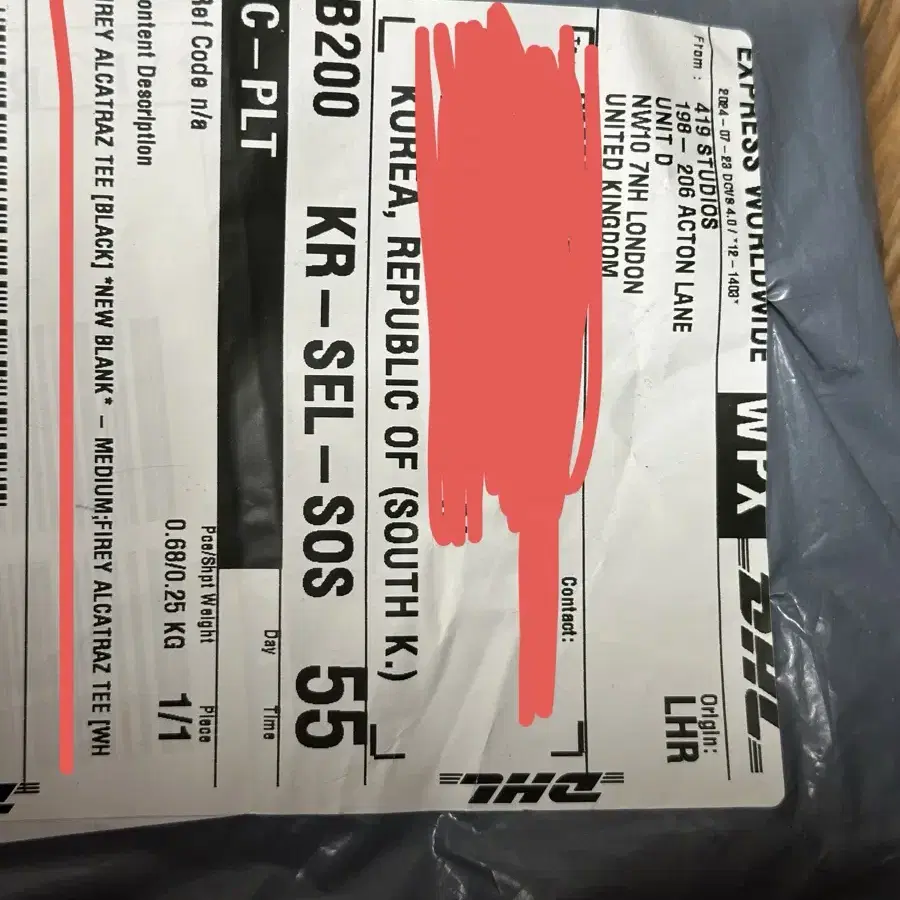 EXPRESS WORLDWIDE
WPX
DHL
2024-07-23 DCV8 4.0 / *12-1403*
From :
419 STUDIOS
198 - 206 ACTON LANE
UNIT D
NW10 7NH LONDON
UNITED KINGDOM
Origin:
LHR
Contact:
DHL
KOREA, REPUBLIC OF (SOUTH K.)
B200 KR-SEL-SOS 55
C-PLT
Day
Time
Ref Code n/a
Pce/Shpt Weight
Piece
0.68/0.25 KG
1/1
Content Description
FIREY ALCATRAZ TEE [BLACK] *NEW BLANK* - MEDIUM;FIREY ALCATRAZ TEE [WH